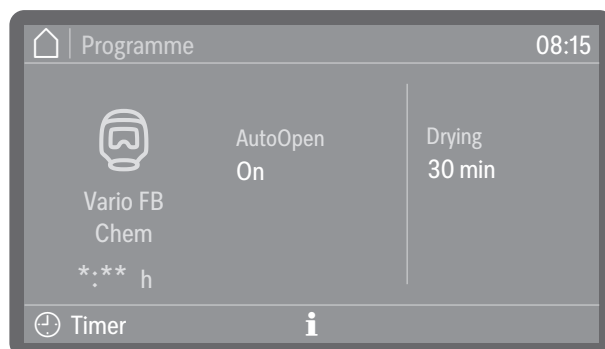 Programme
08:15
AutoOpen
On
Drying
30 min
Vario FB
Chem
*:** h
Timer
i